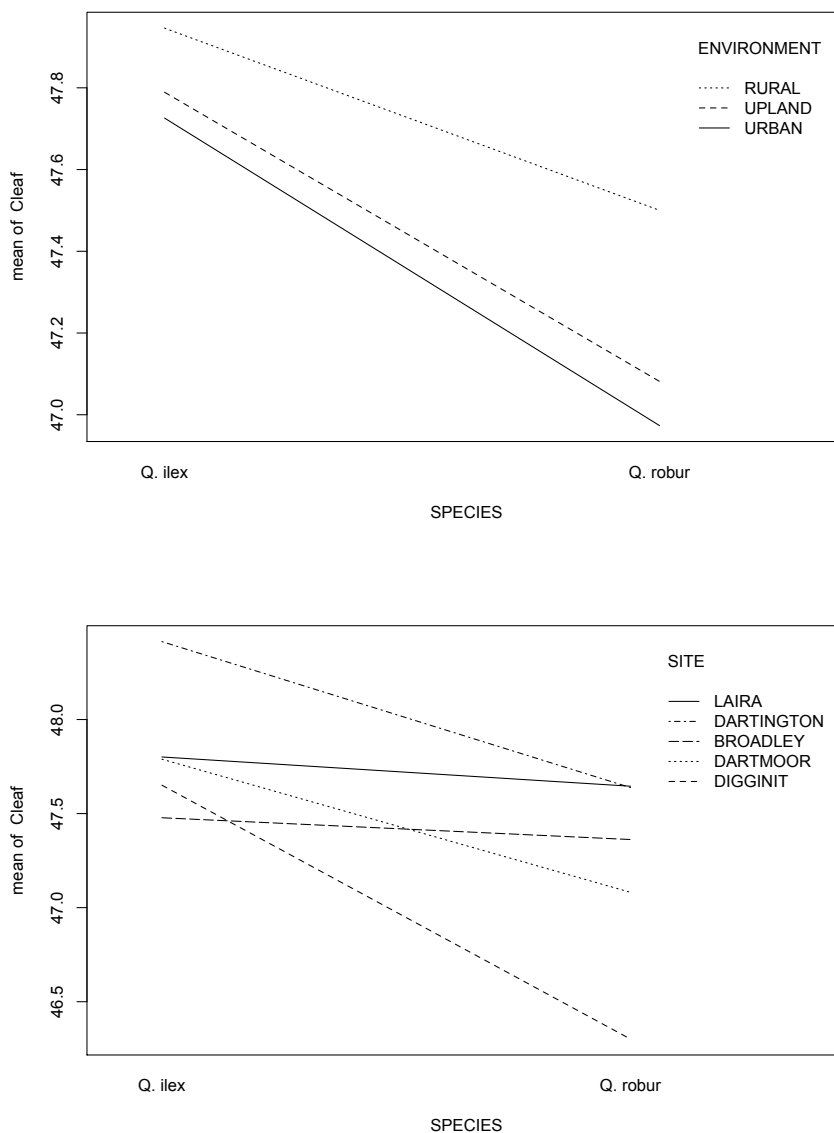 ENVIRONMENT
RURAL
UPLAND
URBAN
mean of Cleaf
47.8
47.6
47.4
47.2
47.0
Q. ilex
Q. robur
SPECIES
SITE
LAIRA
DARTINGTON
BROADLEY
DARTMOOR
DIGGINIT
mean of Cleaf
48.0
47.5
47.0
46.5
Q. ilex
Q. robur
SPECIES